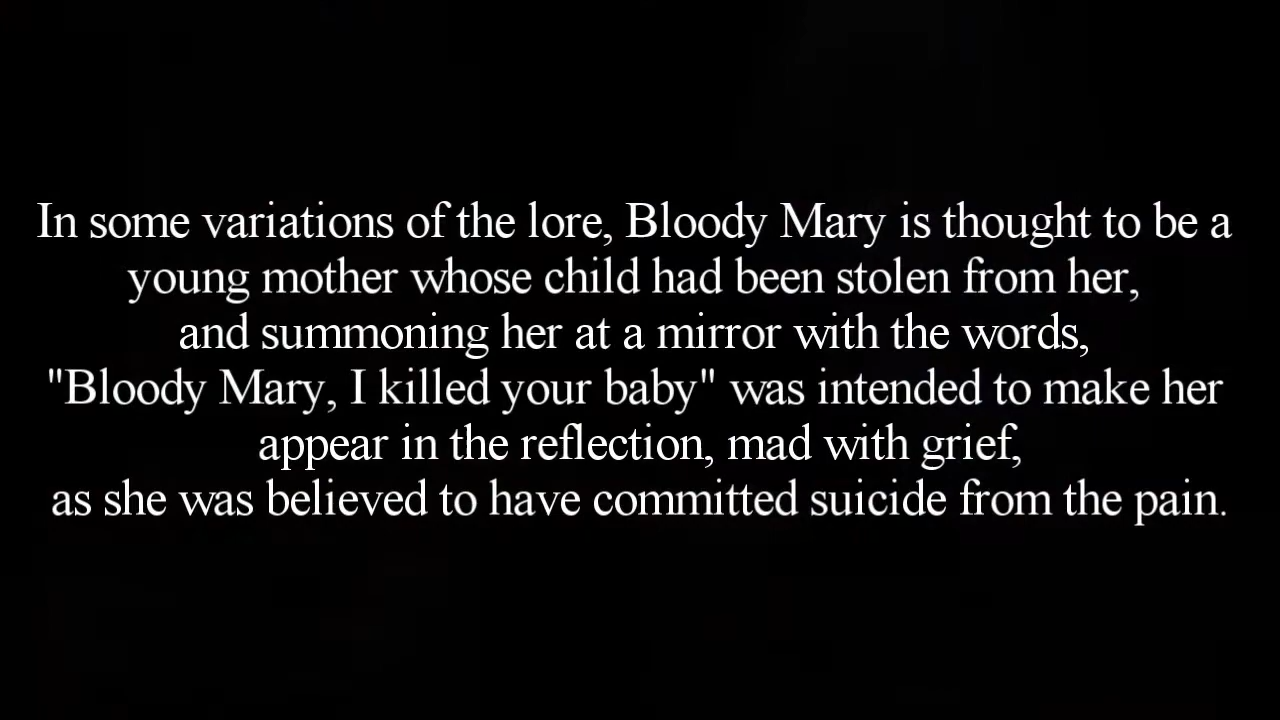 In some variations of the lore, Bloody Mary is thought to be a
young mother whose child had been stolen from her,
and summoning her at a mirror with the words,
"Bloody Mary, I killed your baby" was intended to make her
appear in the reflection, mad with grief,
as she was believed to have committed suicide from the pain.